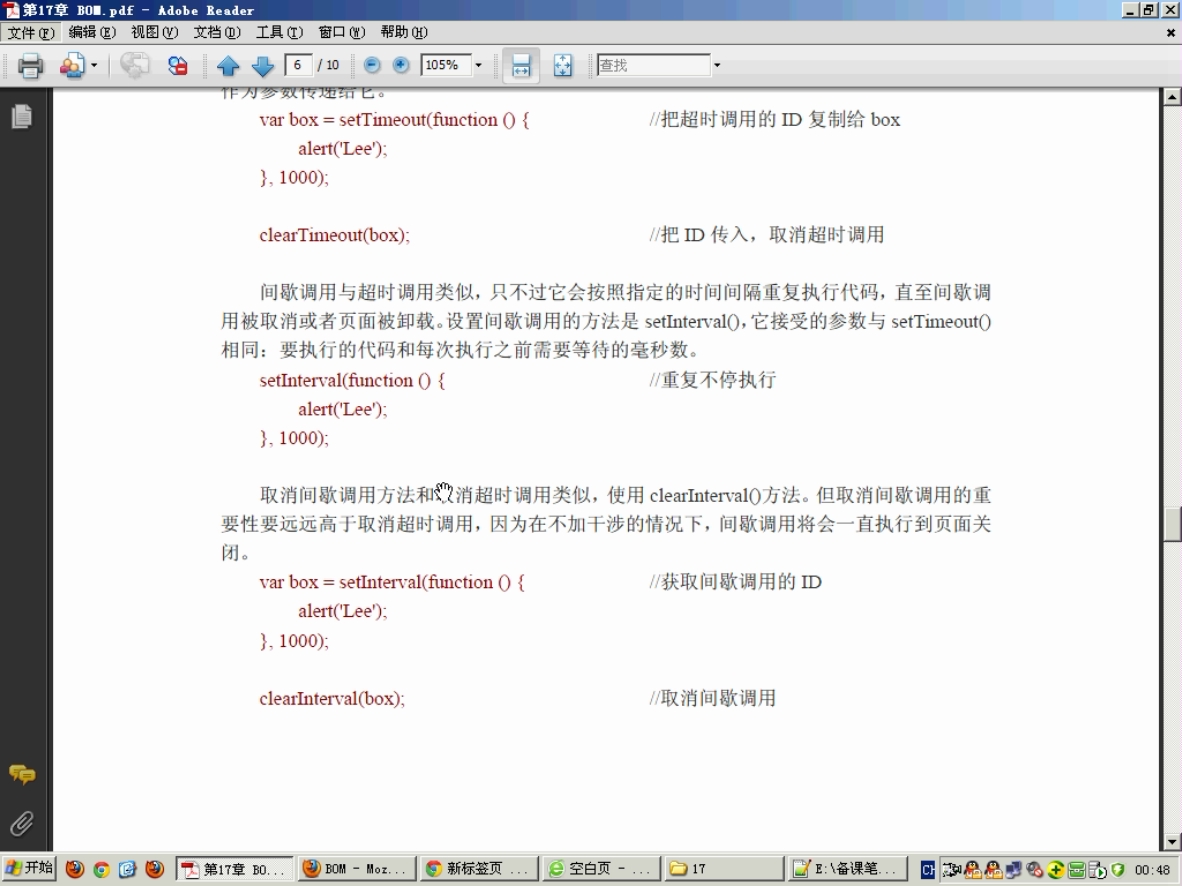 第17章 BOM.pdf - Adobe Reader
文件(F) 编辑(E) 视图(V) 文档(D) 工具(T) 窗口(W) 帮助(H)
6 / 10 105% 查找
作为参数传递给它。
var box = setTimeout(function () { //把超时调用的 ID 复制给 box
alert('Lee');
}, 1000);
clearTimeout(box); //把 ID 传入，取消超时调用
间歇调用与超时调用类似，只不过它会按照指定的时间间隔重复执行代码，直至间歇调
用被取消或者页面被卸载。设置间歇调用的方法是 setInterval()，它接受的参数与 setTimeout()
相同：要执行的代码和每次执行之前需要等待的毫秒数。
setInterval(function () { //重复不停执行
alert('Lee');
}, 1000);
取消间歇调用方法和取消超时调用类似，使用 clearInterval()方法。但取消间歇调用的重
要性要远远高于取消超时调用，因为在不加干涉的情况下，间歇调用将会一直执行到页面关
闭。
var box = setInterval(function () { //获取间歇调用的 ID
alert('Lee');
}, 1000);
clearInterval(box); //取消间歇调用
开始 第17章 BO... BOM - Moz... 新标签页 ... 空白页 - ... 17 E:\备课笔... CH 00:48